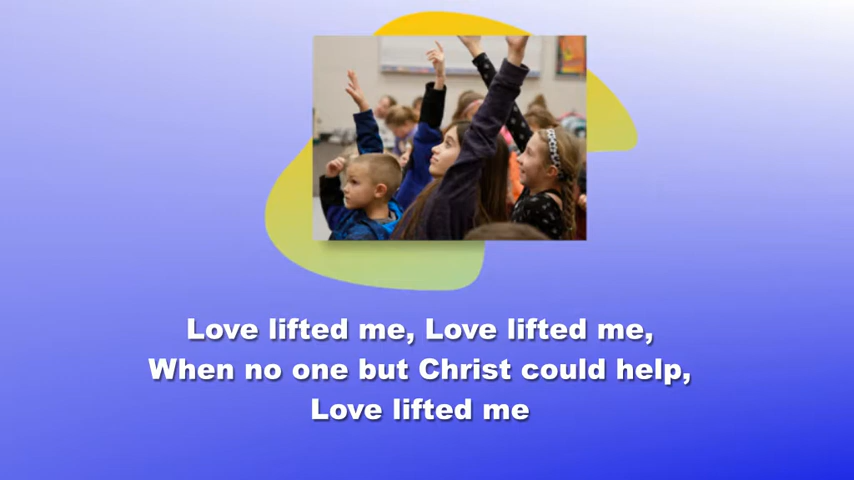 Love lifted me, Love lifted me,
When no one but Christ could help,
Love lifted me